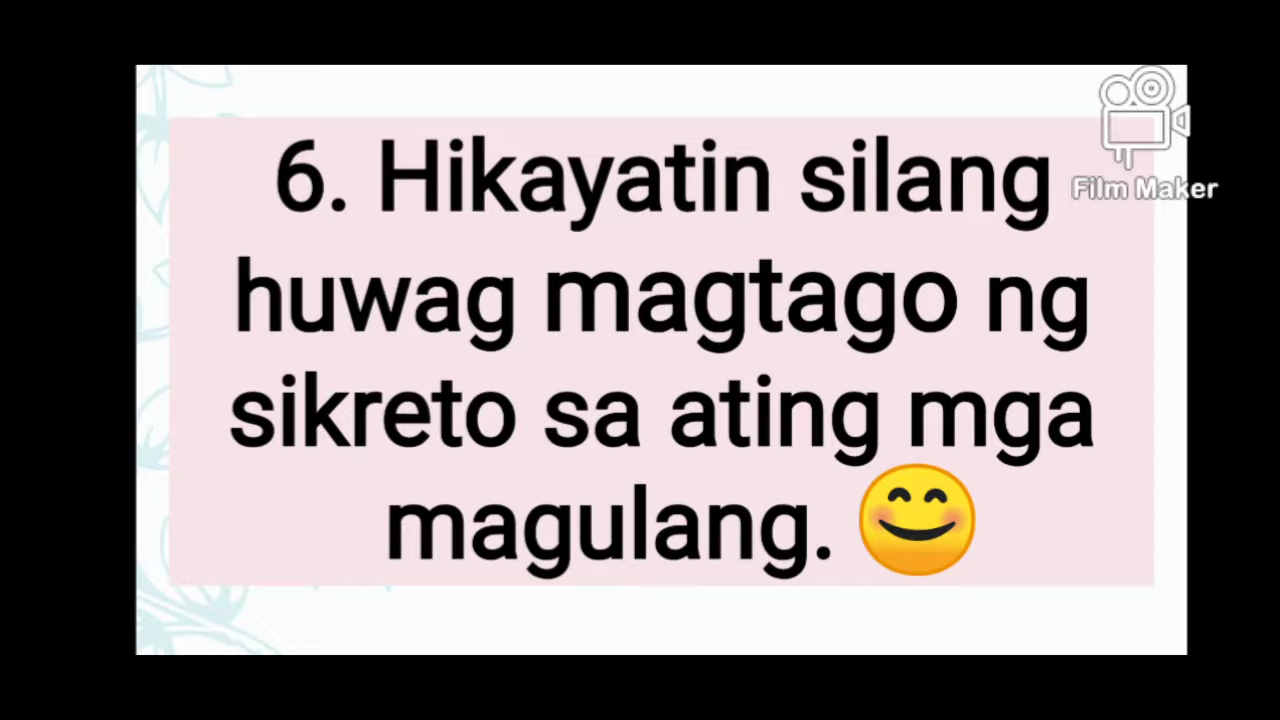 6. Hikayatin silang
huwag magtago ng
sikreto sa ating mga
magulang. 😊
Film Maker